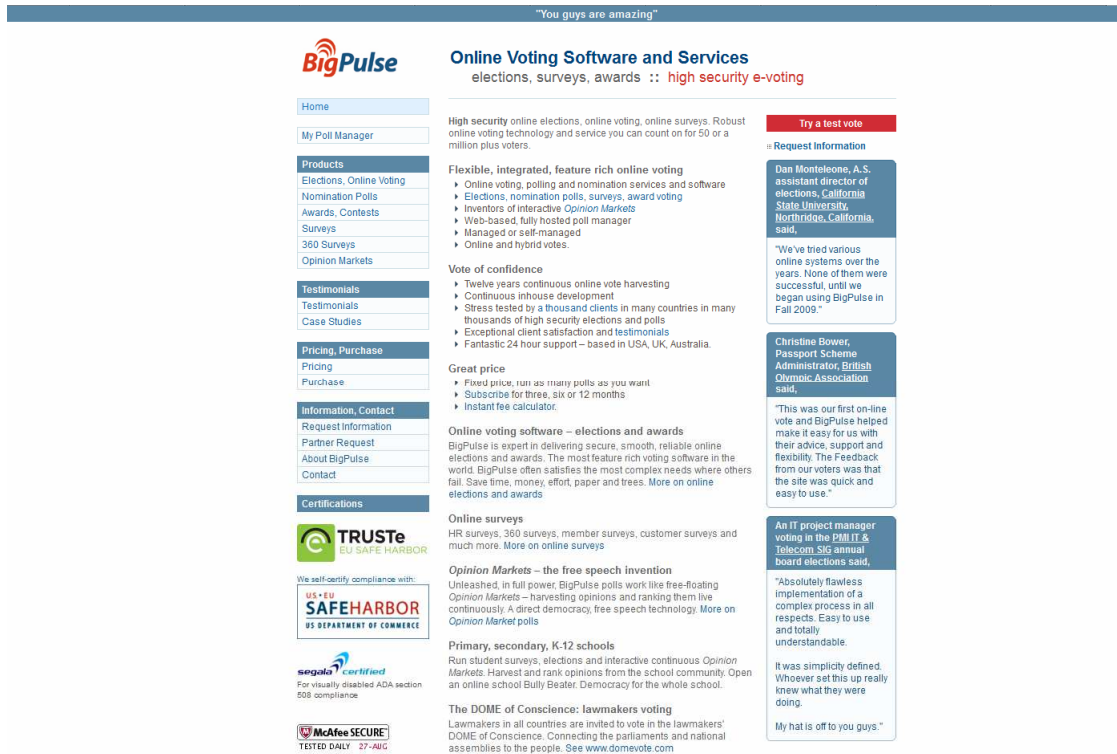 "You guys are amazing"
BigPulse
Online Voting Software and Services
elections, surveys, awards :: high security e-voting
Home
My Poll Manager
Products
Elections, Online Voting
Nomination Polls
Awards, Contests
Surveys
360 Surveys
Opinion Markets
Testimonials
Testimonials
Case Studies
Pricing, Purchase
Pricing
Purchase
Information, Contact
Request Information
Partner Request
About BigPulse
Contact
Certifications
TRUSTe
EU SAFE HARBOR
We self-certify compliance with:
U.S.•EU
SAFEHARBOR
US DEPARTMENT OF COMMERCE
segala certified
For visually disabled ADA section
508 compliance
McAfee SECURE™
TESTED DAILY 27-AUG
High security online elections, online voting, online surveys. Robust
online voting technology and service you can count on for 50 or a
million plus voters.
Flexible, integrated, feature rich online voting
Online voting, polling and nomination services and software
Elections, nomination polls, surveys, award voting
Inventors of interactive Opinion Markets
Web-based, fully hosted poll manager
Managed or self-managed
Online and hybrid votes.
Vote of confidence
Twelve years continuous online vote harvesting
Continuous inhouse development
Stress tested by a thousand clients in many countries in many
thousands of high security elections and polls
Exceptional client satisfaction and testimonials
Fantastic 24 hour support – based in USA, UK, Australia.
Great price
Fixed price, run as many polls as you want
Subscribe for three, six or 12 months
Instant fee calculator.
Online voting software – elections and awards
BigPulse is expert in delivering secure, smooth, reliable online
elections and awards. The most feature rich voting software in the
world. BigPulse often satisfies the most complex needs where others
fail. Save time, money, effort, paper and trees. More on online
elections and awards
Online surveys
HR surveys, 360 surveys, member surveys, customer surveys and
much more. More on online surveys
Opinion Markets – the free speech invention
Unleashed, in full power, BigPulse polls work like free-floating
Opinion Markets – harvesting opinions and ranking them live
continuously. A direct democracy, free speech technology. More on
Opinion Market polls
Primary, secondary, K-12 schools
Run student surveys, elections and interactive continuous Opinion
Markets. Harvest and rank opinions from the school community. Open
an online school Bully Beater. Democracy for the whole school.
The DOME of Conscience: lawmakers voting
Lawmakers in all countries are invited to vote in the lawmakers'
DOME of Conscience. Connecting the parliaments and national
assemblies to the people. See www.domevote.com
Try a test vote
:: Request Information
Dan Monteleone, A.S.
assistant director of
elections, California
State University,
Northridge, California,
said,
"We've tried various
online systems over the
years. None of them were
successful, until we
began using BigPulse in
Fall 2009."
Christine Bower,
Passport Scheme
Administrator, British
Olympic Association
said,
"This was our first on-line
vote and BigPulse helped
make it easy for us with
their advice, support and
flexibility. The Feedback
from our voters was that
the site was quick and
easy to use."
An IT project manager
voting in the PMI IT &
Telecom SIG annual
board elections said,
"Absolutely flawless
implementation of a
complex process in all
respects. Easy to use
and totally
understandable.
It was simplicity defined.
Whoever set this up really
knew what they were
doing.
My hat is off to you guys."